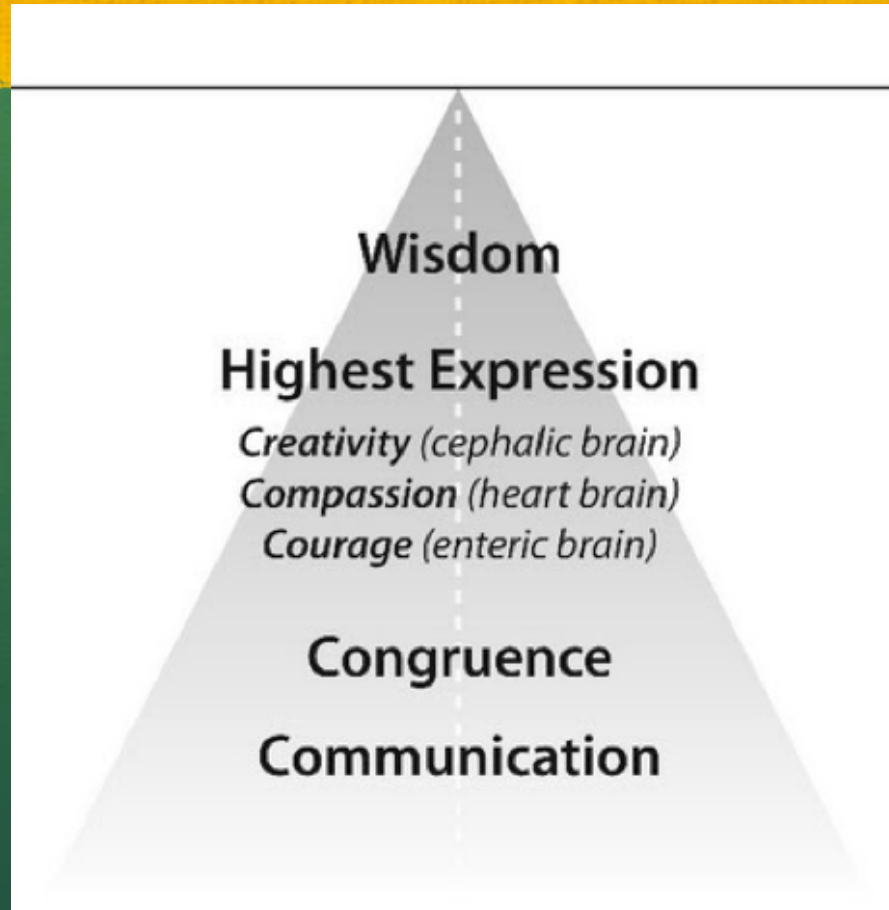 Wisdom
Highest Expression
Creativity (cephalic brain)
Compassion (heart brain)
Courage (enteric brain)
Congruence
Communication